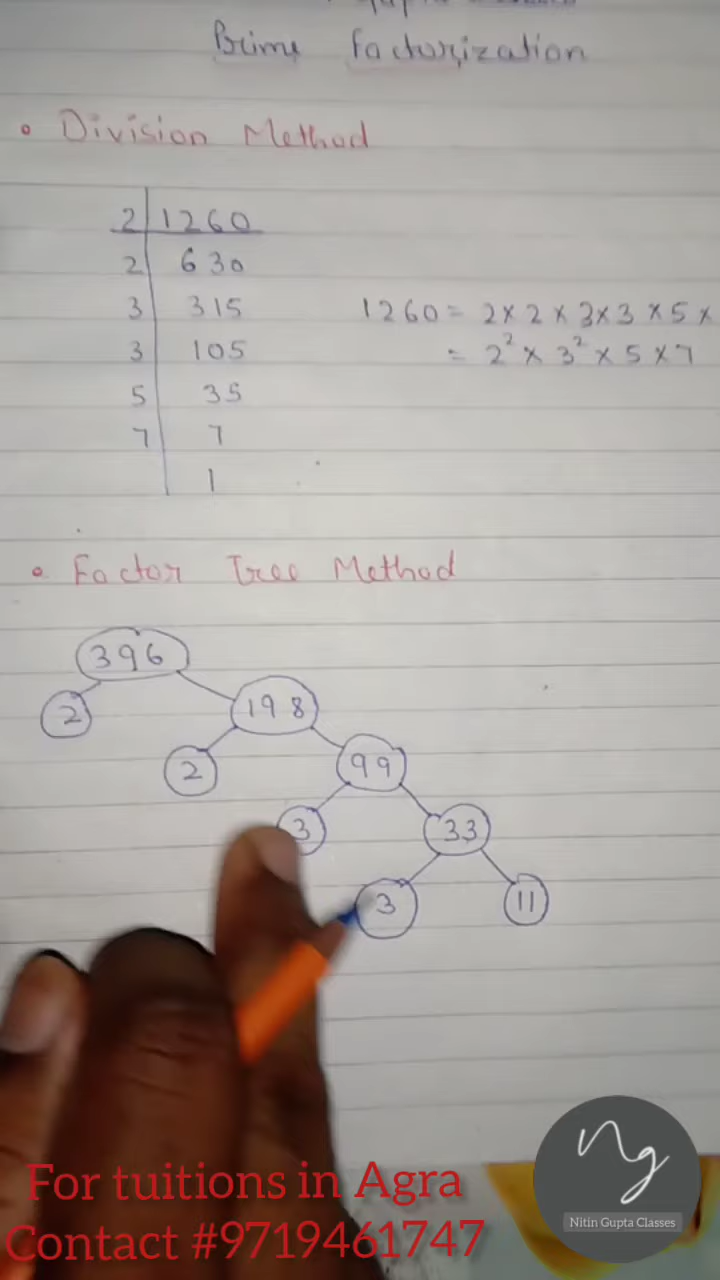 Prime Factorization
• Division Method
2 1260
2 630
3 315
3 105
5 35
7 7
1
1260 = 2 × 2 × 3 × 3 × 5 ×
= 2² × 3² × 5 × 7
• Factor Tree Method
396
2 198
2 99
3 33
3 11
For tuitions in Agra
Contact #9719461747
Ng
Nitin Gupta Classes